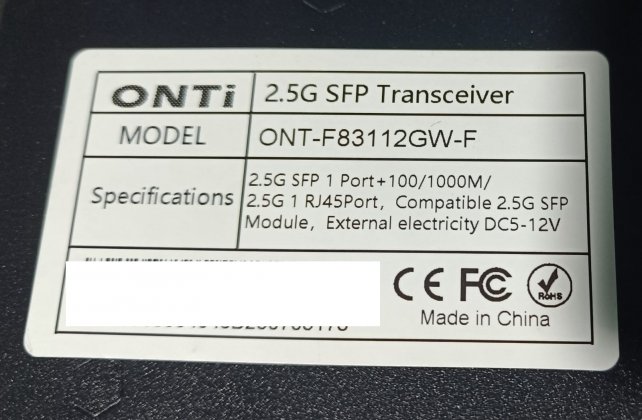 ONTi
2.5G SFP Transceiver
MODEL
ONT-F83112GW-F
Specifications
2.5G SFP 1 Port+100/1000M/
2.5G 1 RJ45Port, Compatible 2.5G SFP
Module, External electricity DC5-12V
CE FC RoHS
Made in China